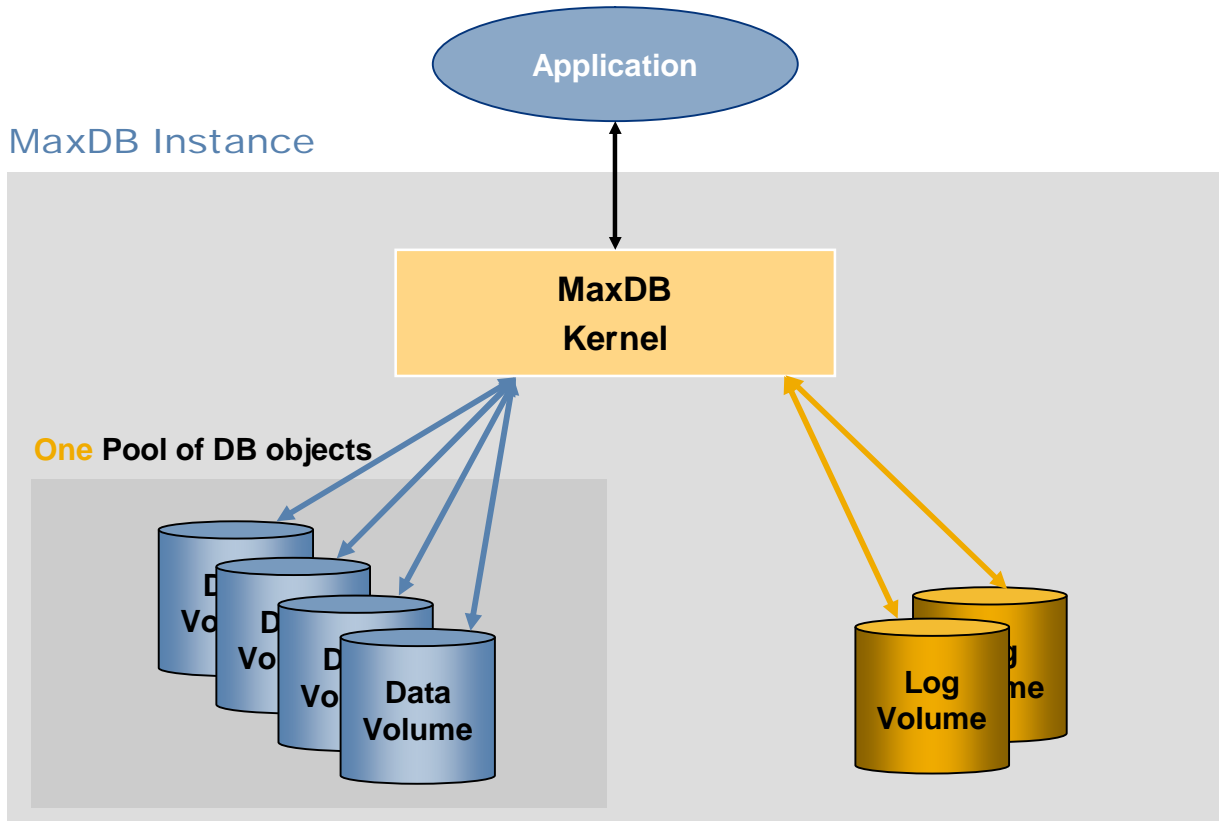 Application
MaxDB Instance
MaxDB
Kernel
One Pool of DB objects
Data
Volume
Log
Volume